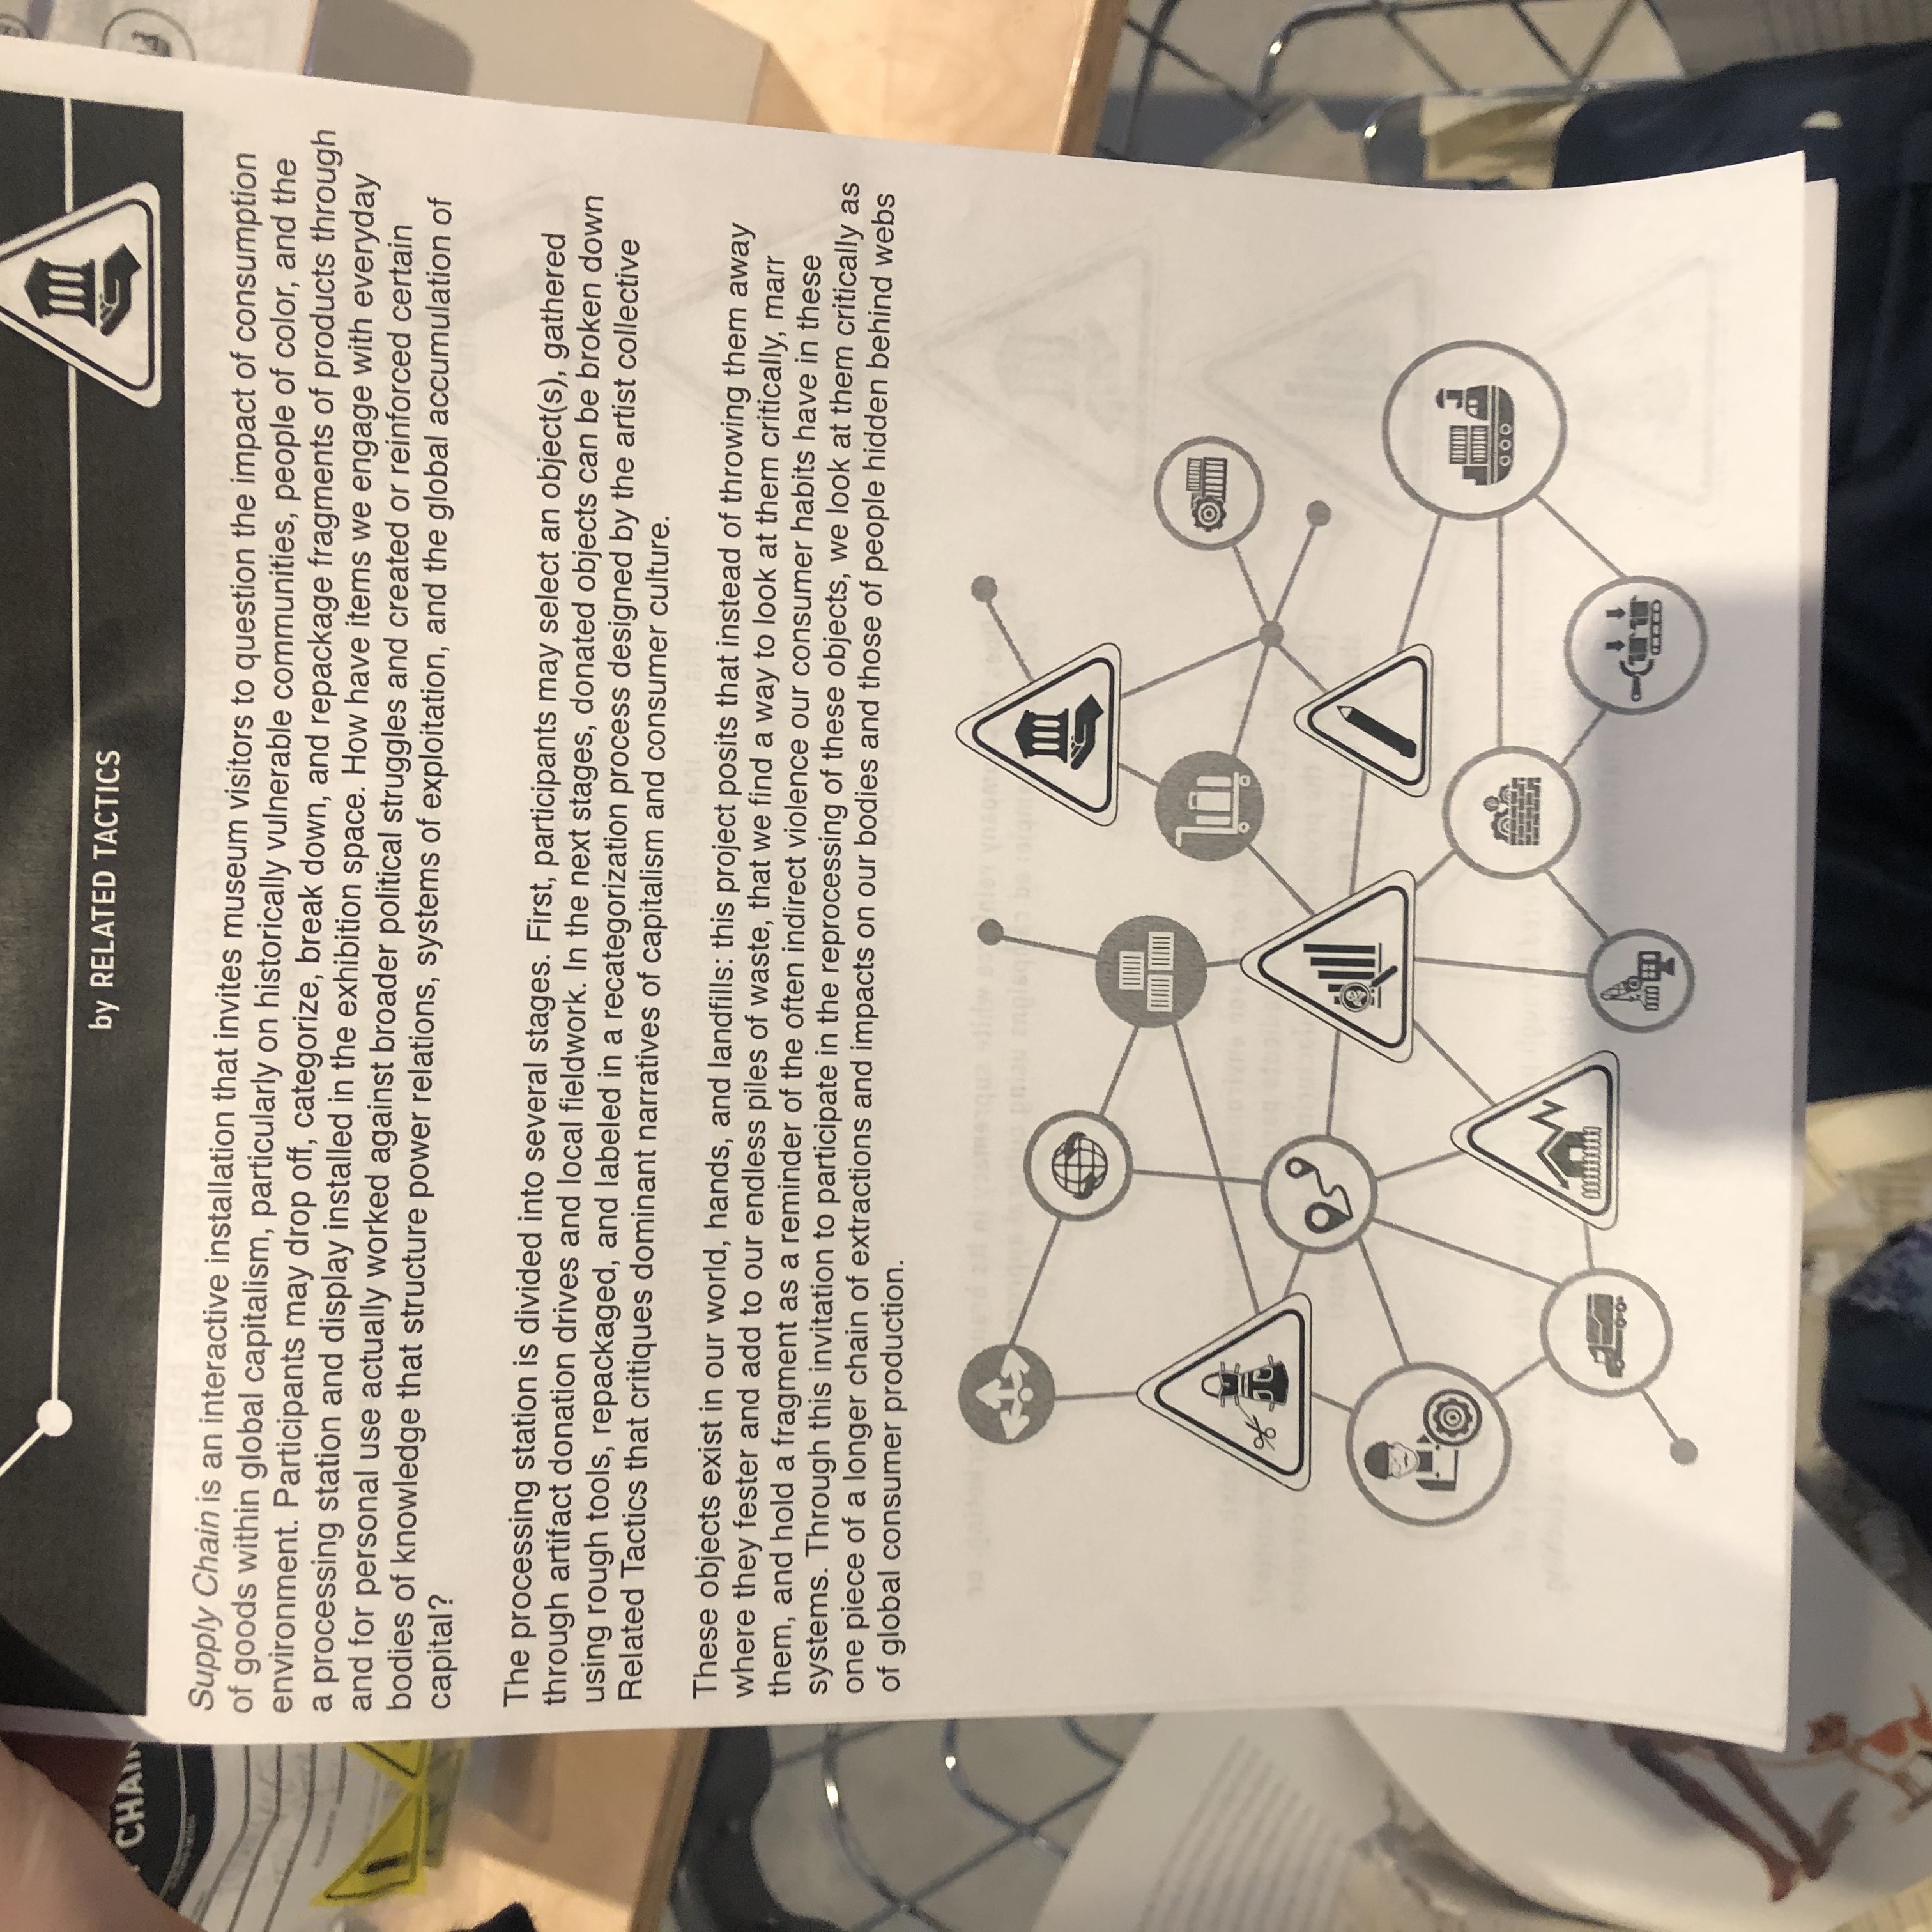 by RELATED TACTICS
CHAIN
Supply Chain is an interactive installation that invites museum visitors to question the impact of consumption
of goods within global capitalism, particularly on historically vulnerable communities, people of color, and the
environment. Participants may drop off, categorize, break down, and repackage fragments of products through
a processing station and display installed in the exhibition space. How have items we engage with everyday
and for personal use actually worked against broader political struggles and created or reinforced certain
bodies of knowledge that structure power relations, systems of exploitation, and the global accumulation of
capital?
The processing station is divided into several stages. First, participants may select an object(s), gathered
through artifact donation drives and local fieldwork. In the next stages, donated objects can be broken down
using rough tools, repackaged, and labeled in a recategorization process designed by the artist collective
Related Tactics that critiques dominant narratives of capitalism and consumer culture.
These objects exist in our world, hands, and landfills: this project posits that instead of throwing them away
where they fester and add to our endless piles of waste, that we find a way to look at them critically, marr
them, and hold a fragment as a reminder of the often indirect violence our consumer habits have in these
systems. Through this invitation to participate in the reprocessing of these objects, we look at them critically as
one piece of a longer chain of extractions and impacts on our bodies and those of people hidden behind webs
of global consumer production.